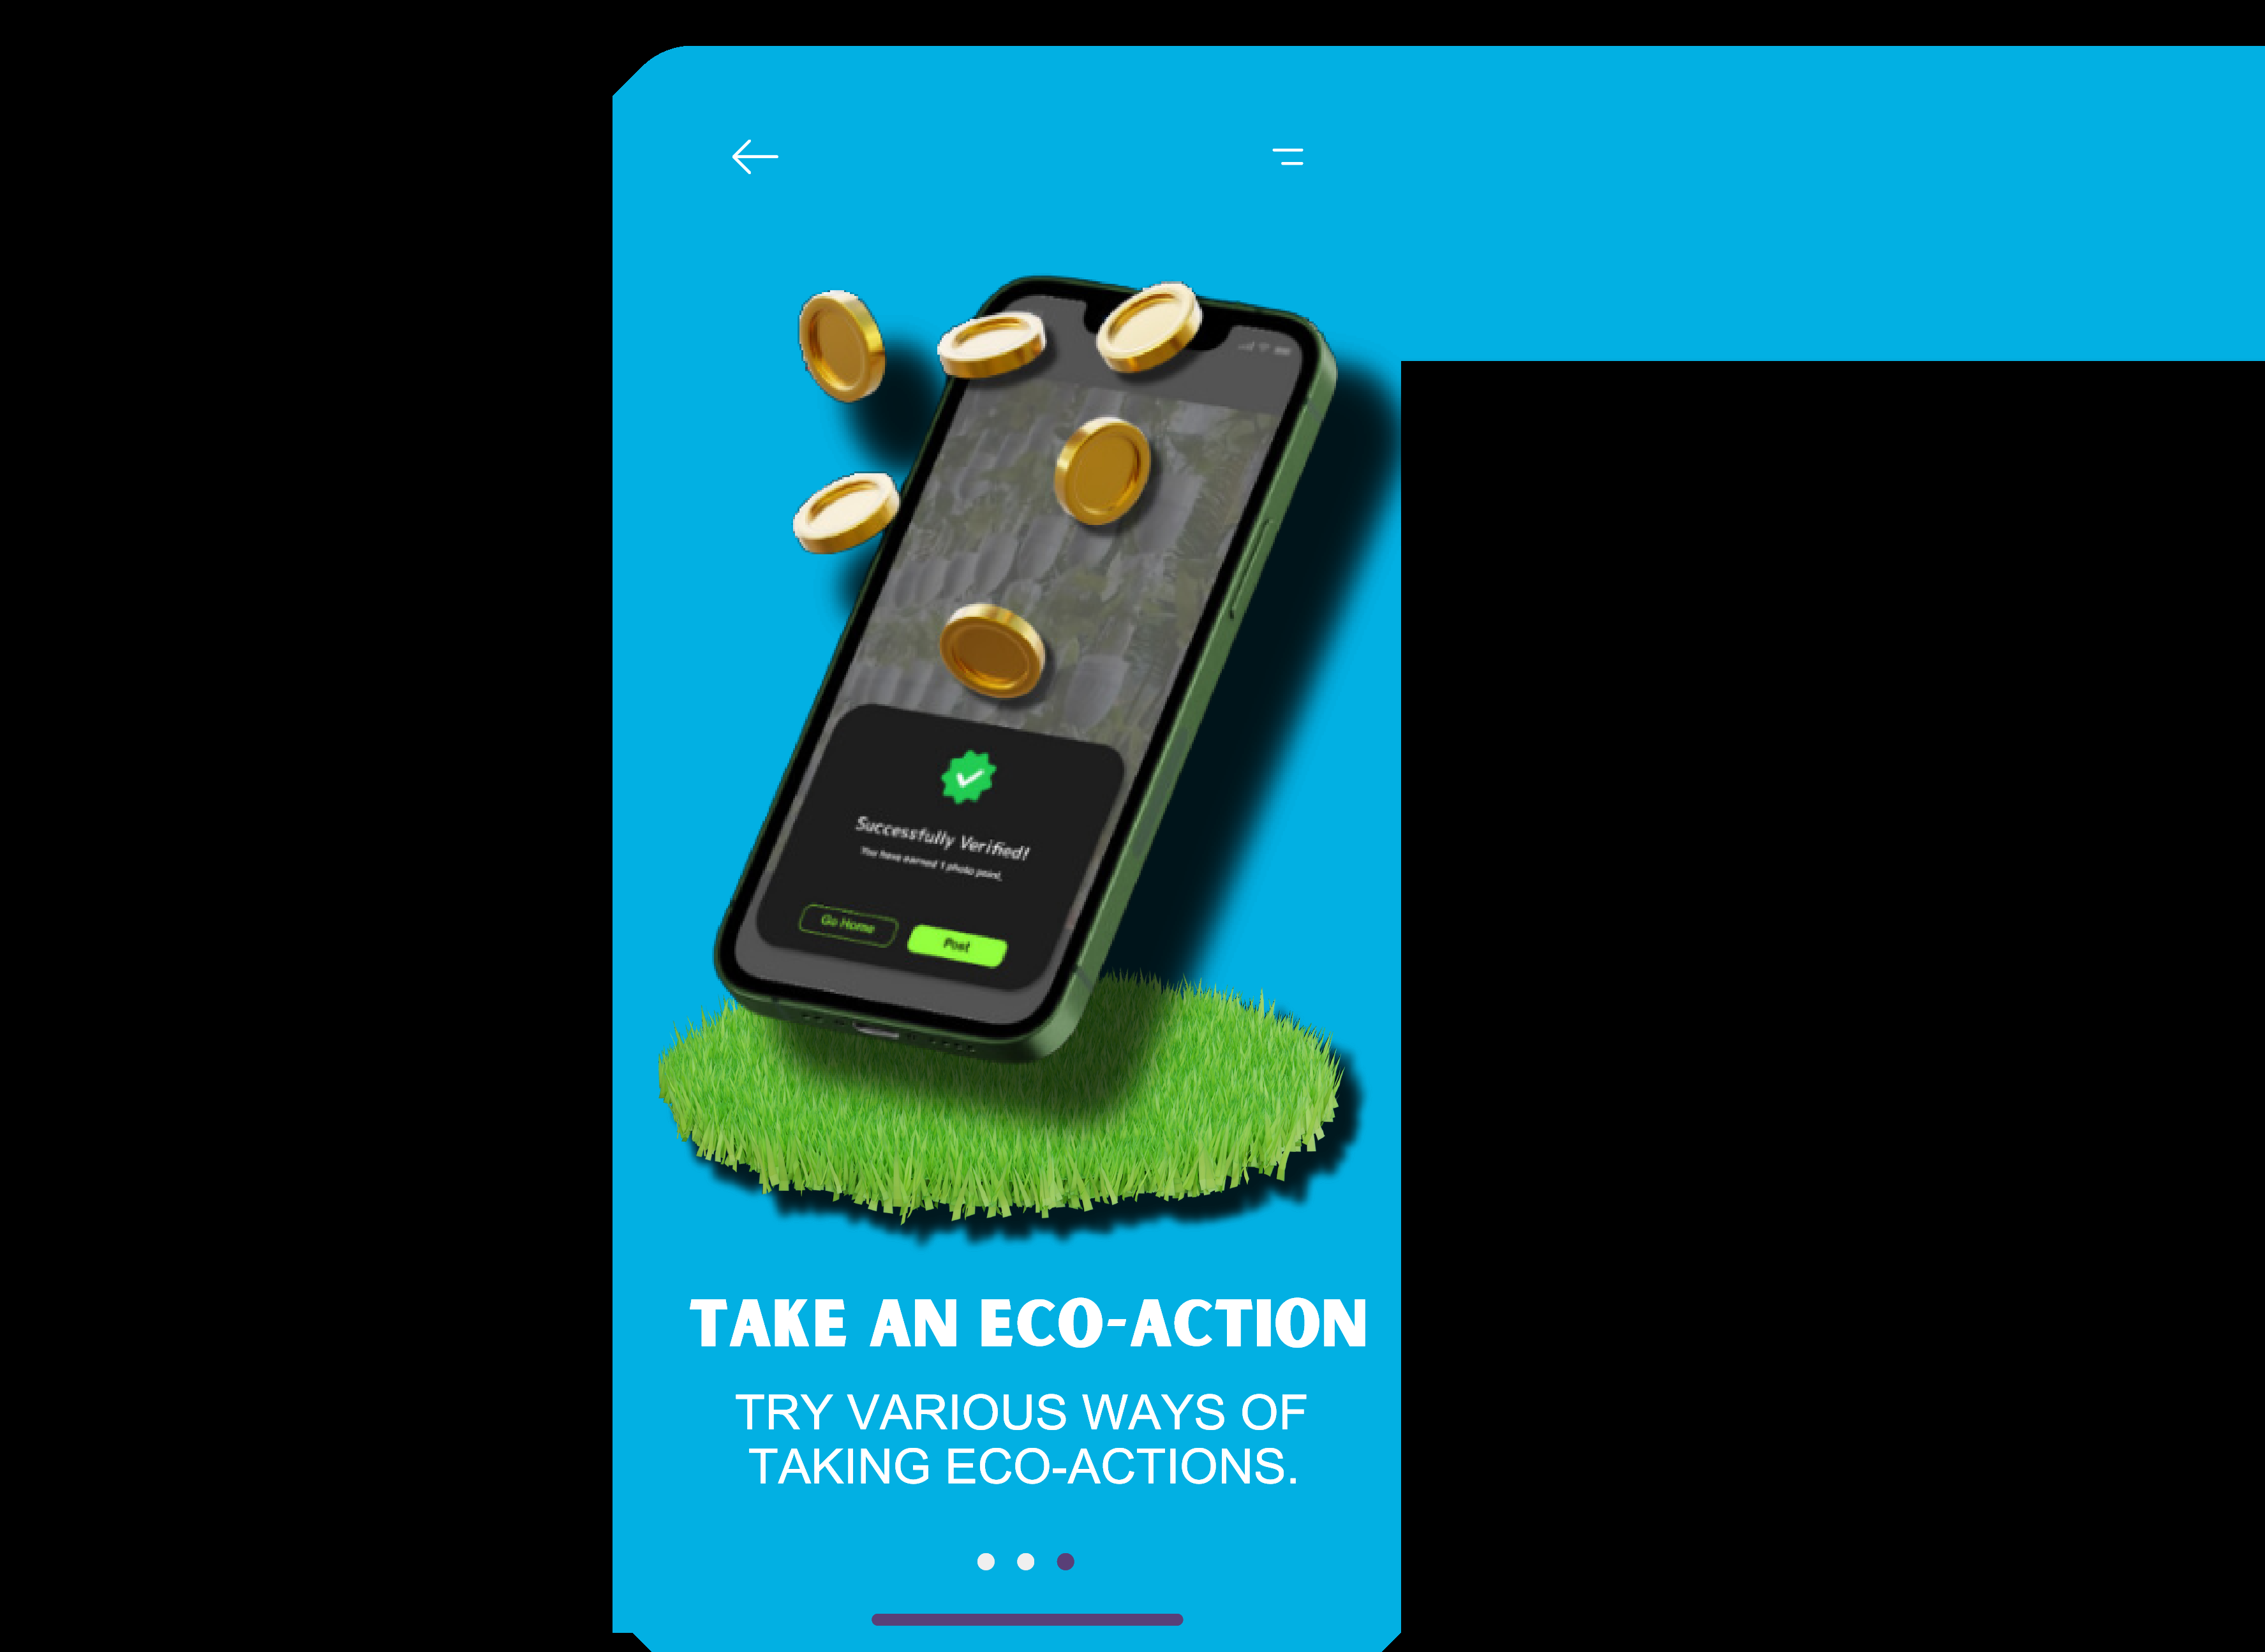 Successfully Verified!
You have earned 1 photo point.
Go Home
Post
TAKE AN ECO-ACTION
TRY VARIOUS WAYS OF
TAKING ECO-ACTIONS.